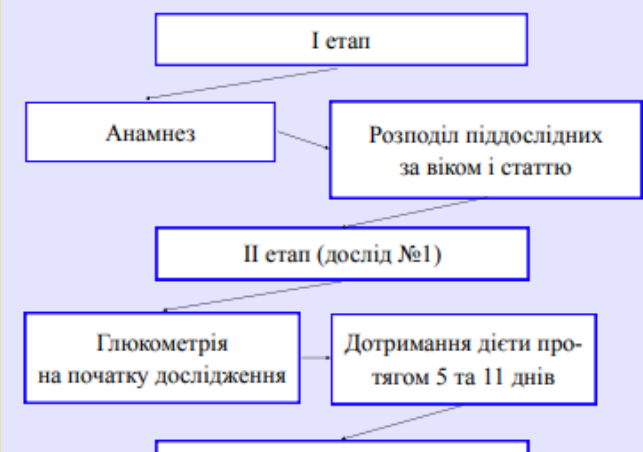 І етап
Анамнез
Розподіл піддослідних
за віком і статтю
ІІ етап (дослід №1)
Глюкометрія
на початку дослідження
Дотримання дієти про-
тягом 5 та 11 днів